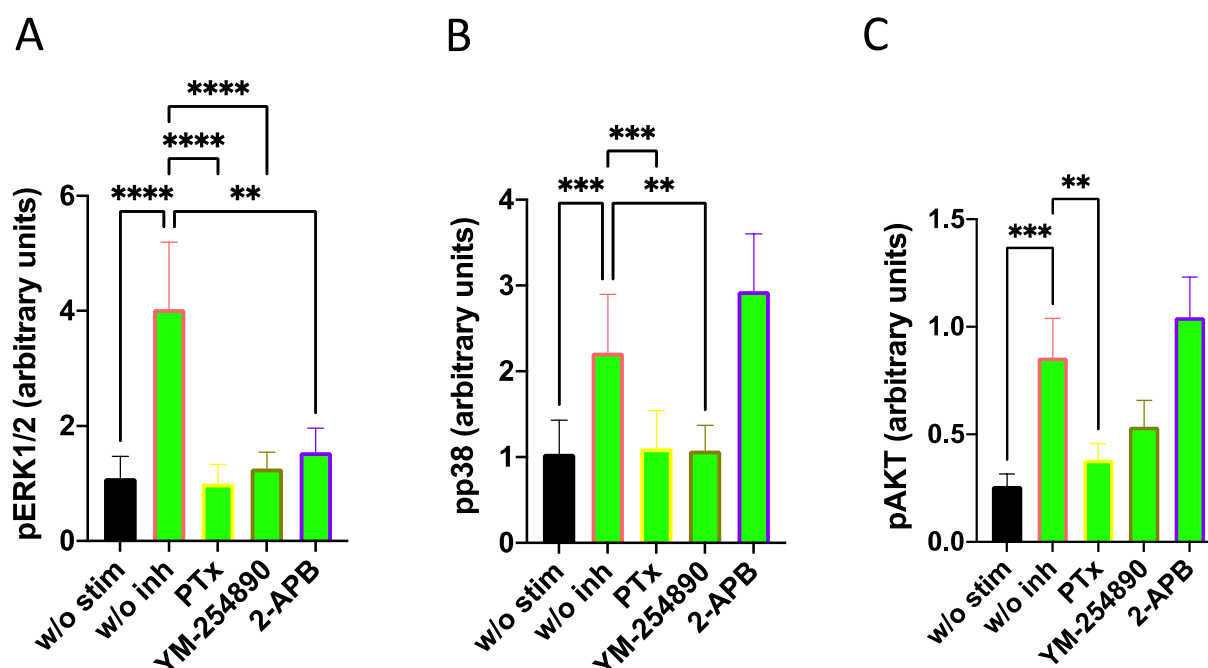 A
B
C
pERK1/2 (arbitrary units)
6
4
2
0
****
****
****
**
w/o stim
w/o inh
PTx
YM-254890
2-APB
pp38 (arbitrary units)
4
3
2
1
0
***
***
**
w/o stim
w/o inh
PTx
YM-254890
2-APB
pAKT (arbitrary units)
1.5
1.0
0.5
0.0
**
***
w/o stim
w/o inh
PTx
YM-254890
2-APB